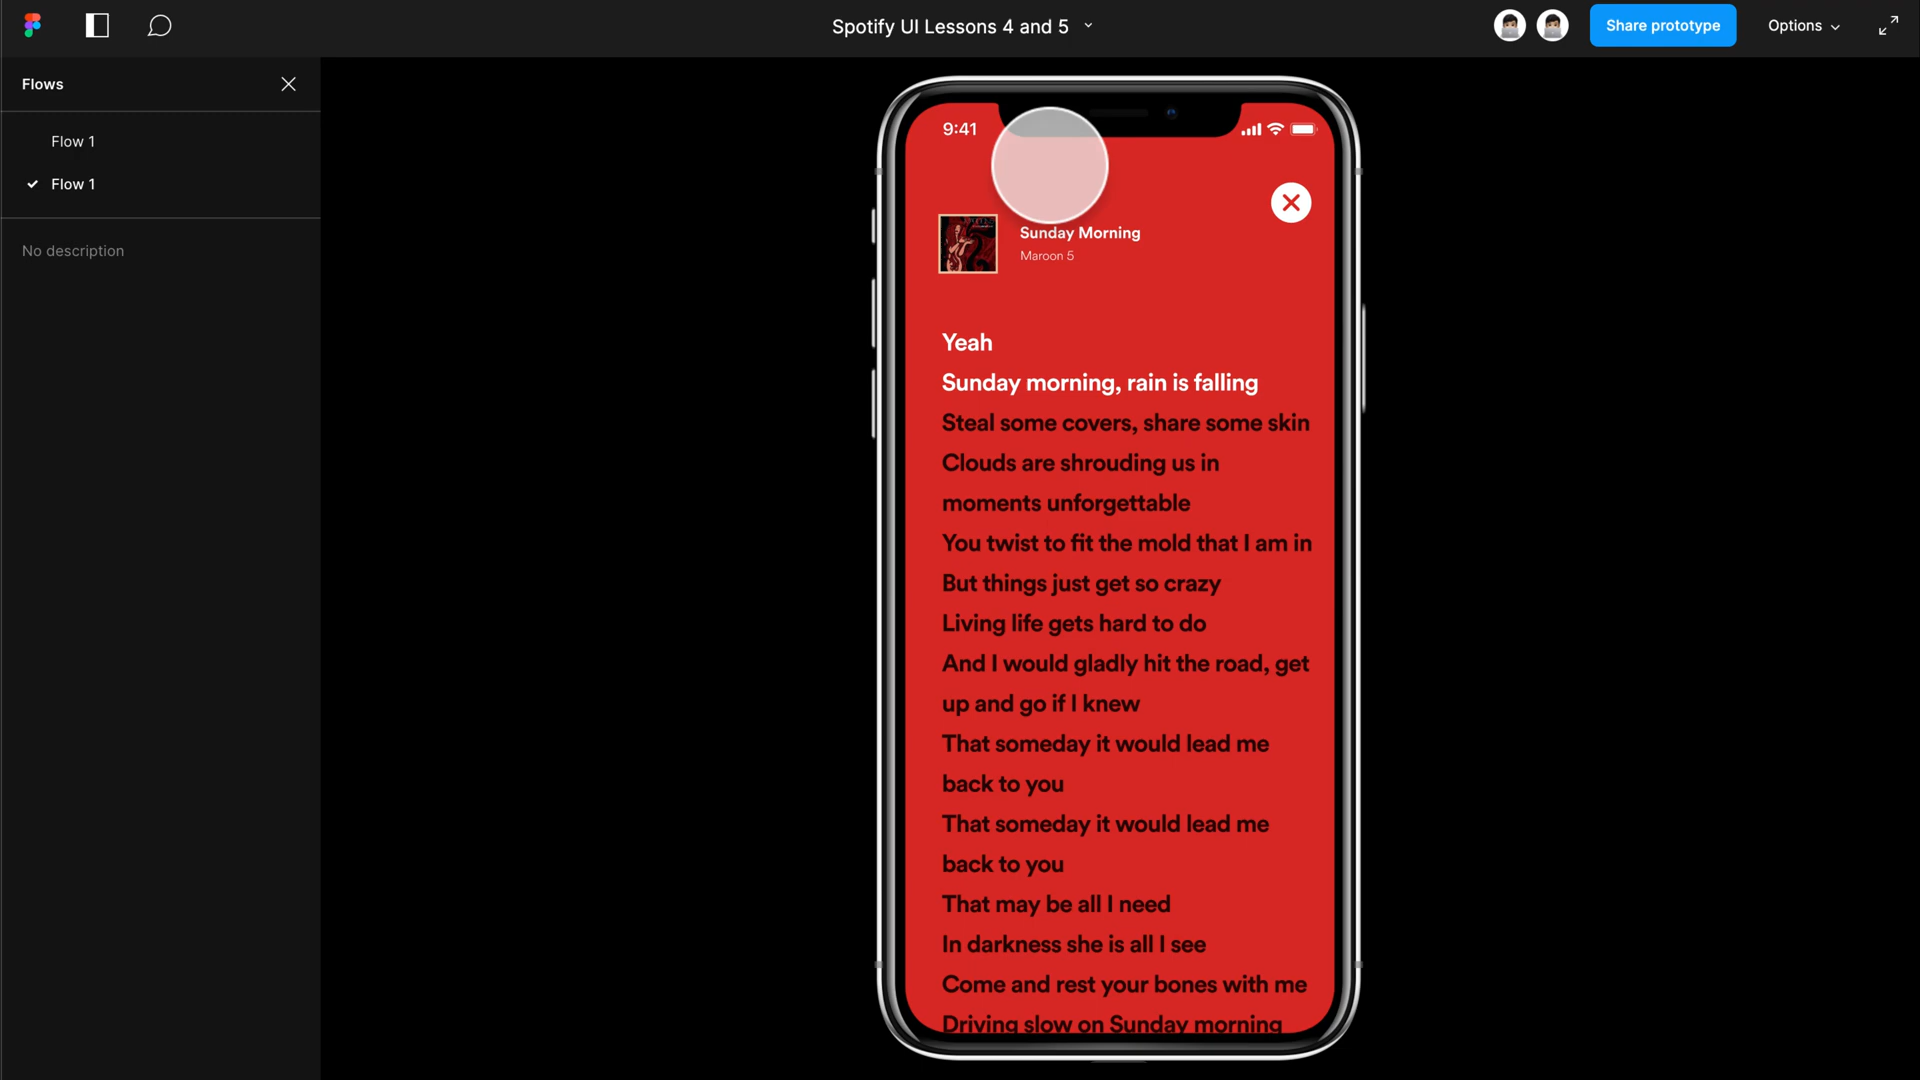 Spotify UI Lessons 4 and 5
Share prototype
Options
Flows
Flow 1
Flow 1
No description
9:41
Sunday Morning
Maroon 5
Yeah
Sunday morning, rain is falling
Steal some covers, share some skin
Clouds are shrouding us in
moments unforgettable
You twist to fit the mold that I am in
But things just get so crazy
Living life gets hard to do
And I would gladly hit the road, get
up and go if I knew
That someday it would lead me
back to you
That someday it would lead me
back to you
That may be all I need
In darkness she is all I see
Come and rest your bones with me
Driving slow on Sunday morning